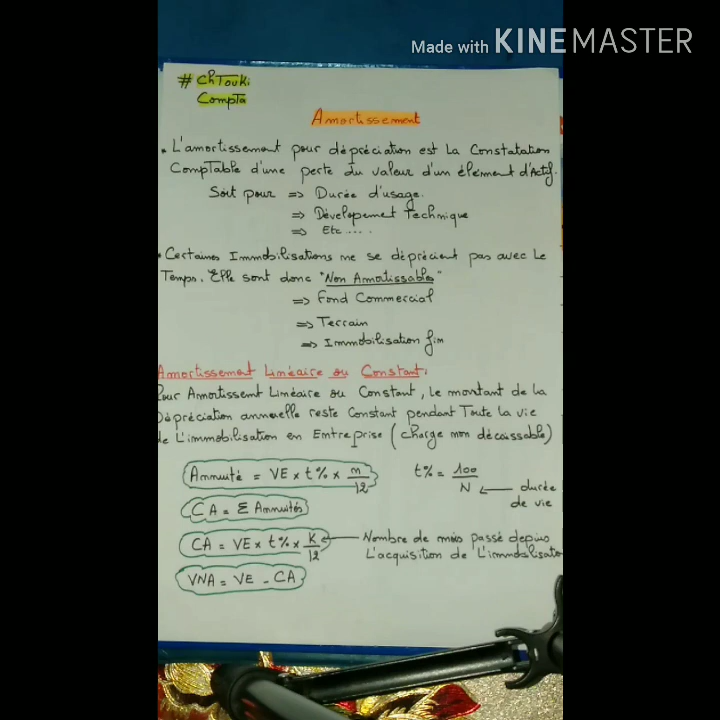 Made with KINEMASTER
# ChTouki
Compta
Amortissement
• L'amortissement pour dépréciation est la Constatation
Comptable d'une perte du valeur d'un élément d'Actif.
Soit pour => Durée d'usage.
=> Dévelopement Technique
=> Etc ....
• Certaines Immobilisations ne se déprécient pas avec Le
Temps. Elle sont donc "Non Amortissables"
=> Fond Commercial
=> Terrain
=> Immobilisation fin
Amortissement Linéaire ou Constant.
Pour Amortissemt Linéaire ou Constant, Le montant de la
Dépréciation annuelle reste Constant pendant Toute la vie
de L'immobilisation en Entreprise (charge non décaissable)
Annuité = VE x t% x n/12 t% = 100/N ← durée de vie
CA = Σ Annuités
CA = VE x t% x K/12 ← Nombre de mois passé depuis
L'acquisition de L'immobilisatio
VNA = VE - CA